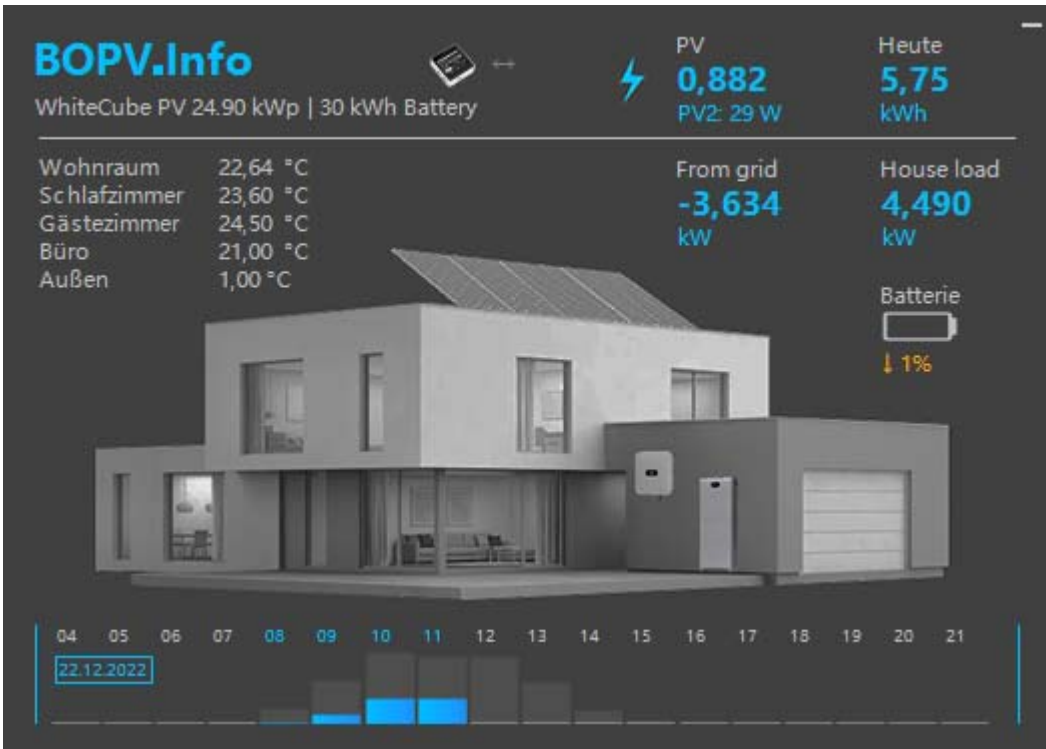 BOPV.Info
WhiteCube PV 24.90 kWp | 30 kWh Battery
PV
0,882
PV2: 29 W
Heute
5,75
kWh
Wohnraum 22,64 °C
Schlafzimmer 23,60 °C
Gästezimmer 24,50 °C
Büro 21,00 °C
Außen 1,00 °C
From grid
-3,634
kW
House load
4,490
kW
Batterie
↓ 1%
04 05 06 07 08 09 10 11 12 13 14 15 16 17 18 19 20 21
22.12.2022